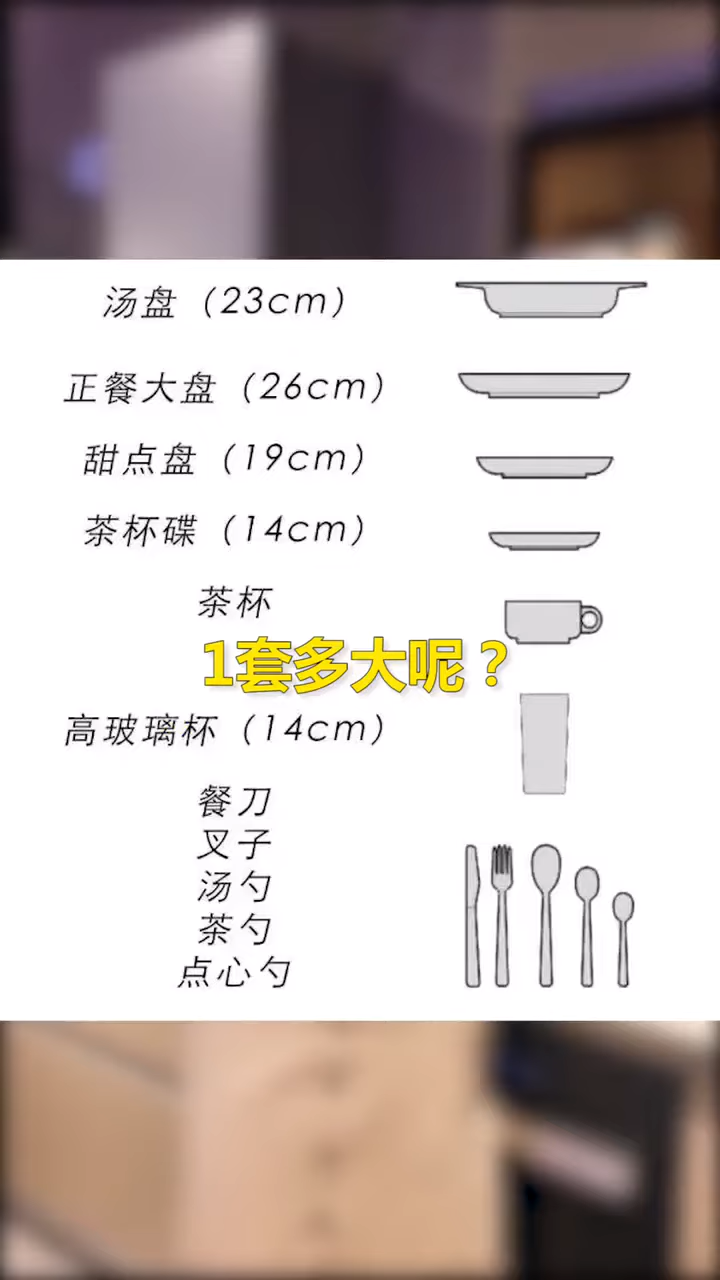 汤盘（23cm）
正餐大盘（26cm）
甜点盘（19cm）
茶杯碟（14cm）
茶杯
1套多大呢？
高玻璃杯（14cm）
餐刀
叉子
汤勺
茶勺
点心勺